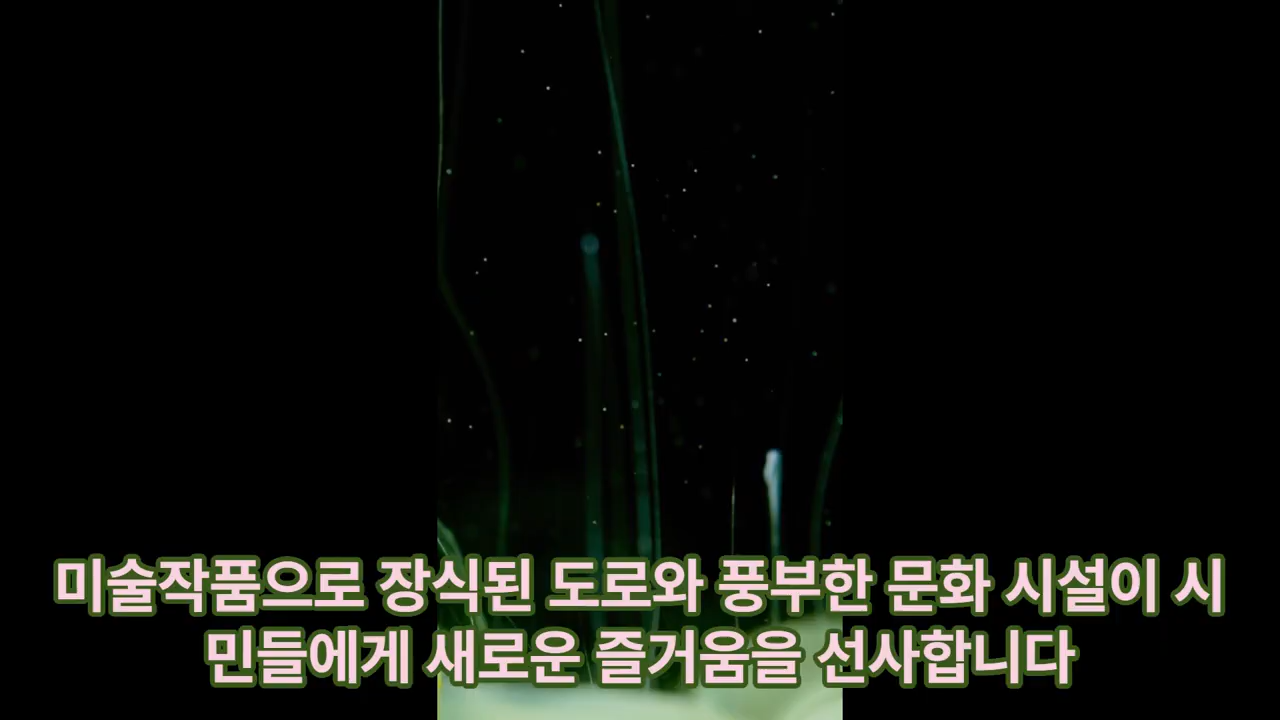 미술작품으로 장식된 도로와 풍부한 문화 시설이 시
민들에게 새로운 즐거움을 선사합니다